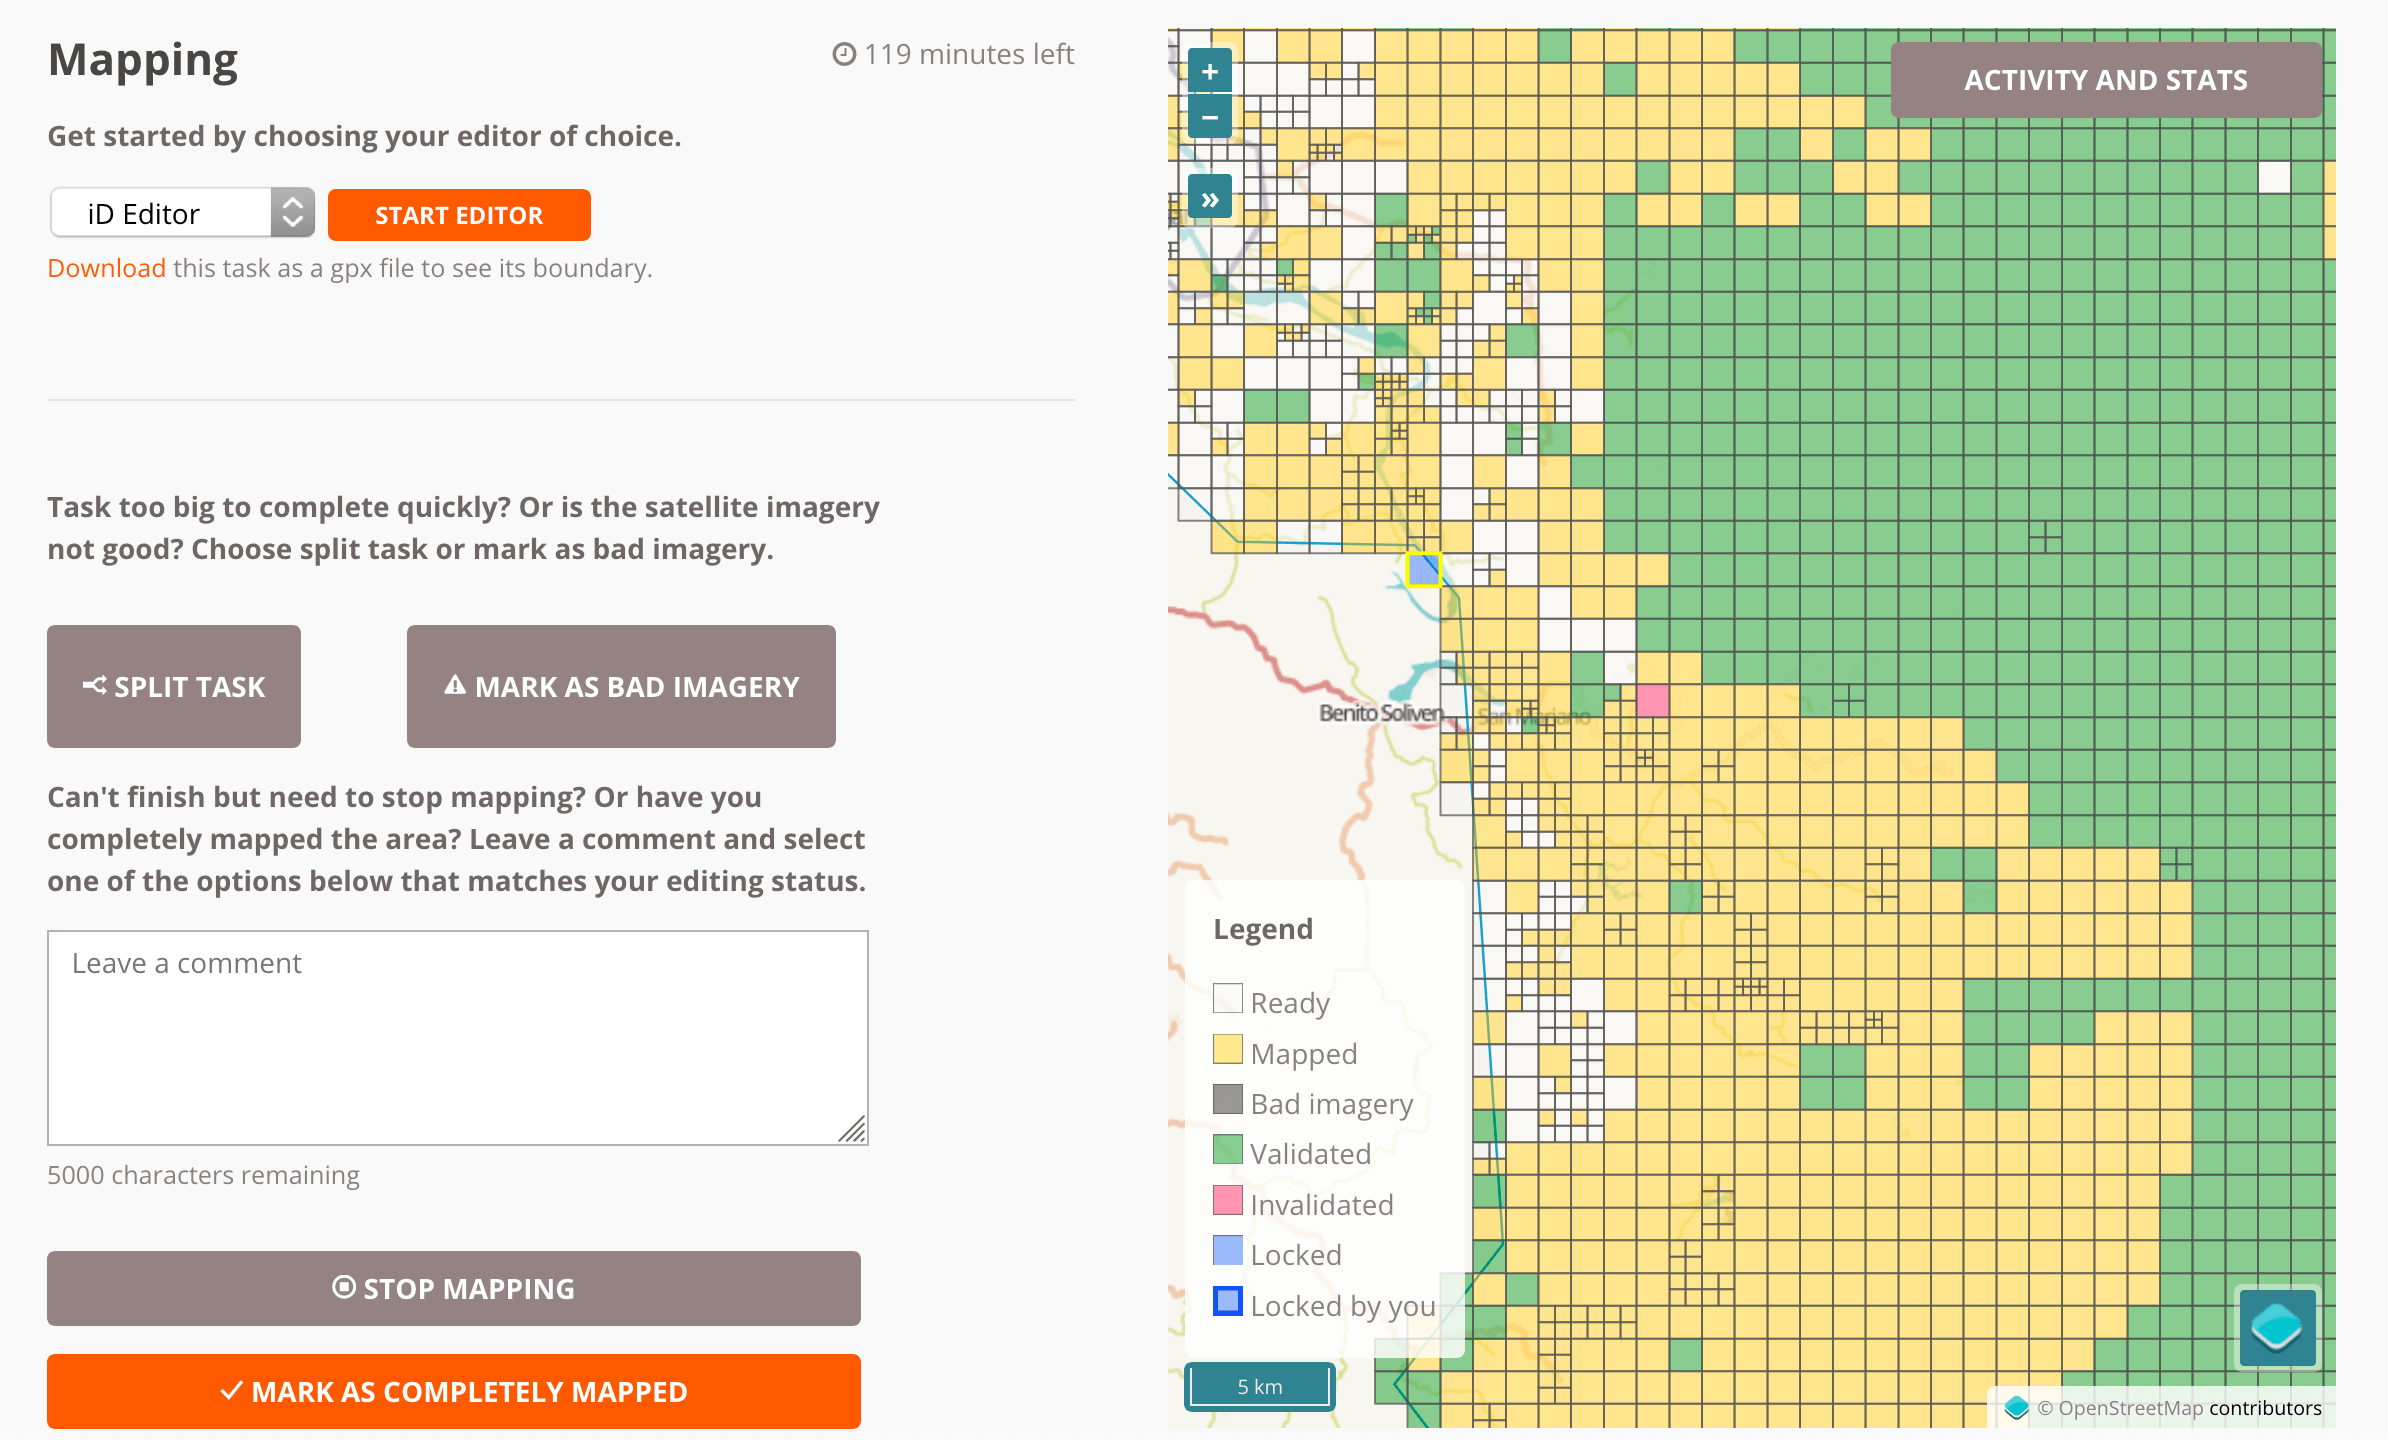 Mapping
119 minutes left
Get started by choosing your editor of choice.
iD Editor
START EDITOR
Download this task as a gpx file to see its boundary.
Task too big to complete quickly? Or is the satellite imagery
not good? Choose split task or mark as bad imagery.
SPLIT TASK
MARK AS BAD IMAGERY
Can't finish but need to stop mapping? Or have you
completely mapped the area? Leave a comment and select
one of the options below that matches your editing status.
Leave a comment
5000 characters remaining
STOP MAPPING
MARK AS COMPLETELY MAPPED
+
−
»
ACTIVITY AND STATS
Benito Soliven
San Mariano
Legend
Ready
Mapped
Bad imagery
Validated
Invalidated
Locked
Locked by you
5 km
© OpenStreetMap contributors